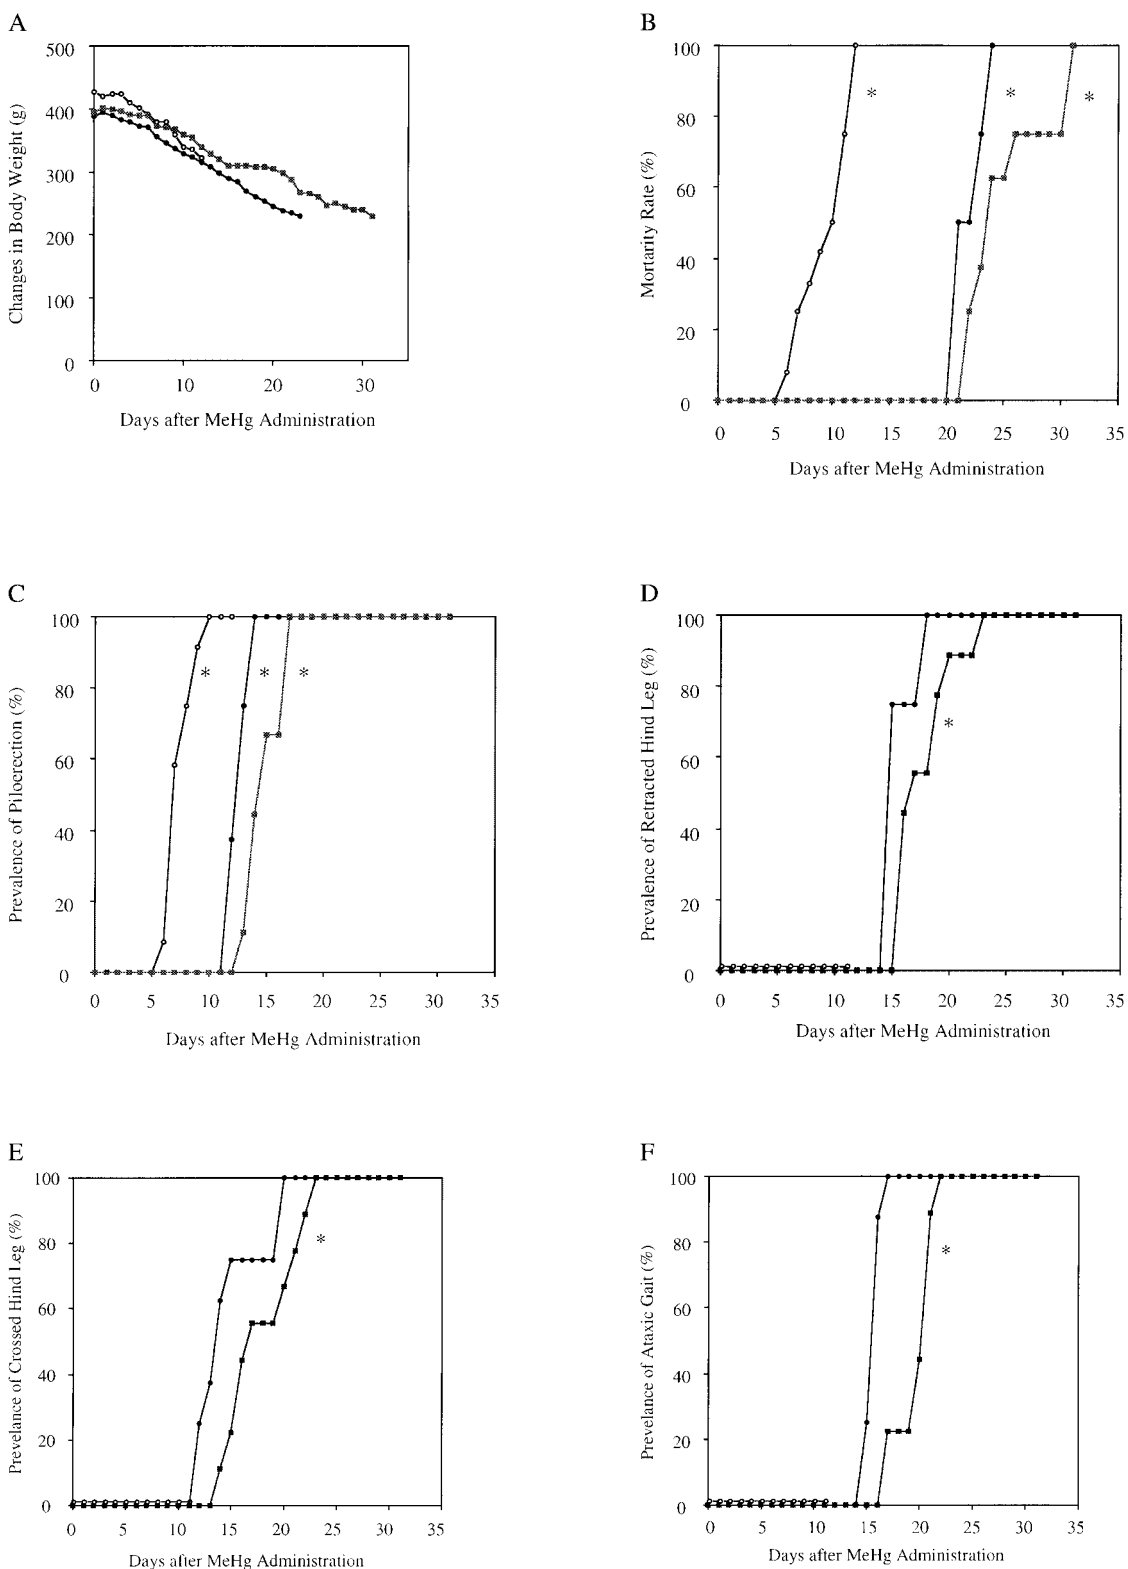 A
Changes in Body Weight (g)
500
400
300
200
100
0
0 10 20 30
Days after MeHg Administration
B
Mortarity Rate (%)
100
80
60
40
20
0
0 5 10 15 20 25 30 35
Days after MeHg Administration
* * *
C
Prevalence of Piloerection (%)
100
80
60
40
20
0
0 5 10 15 20 25 30 35
Days after MeHg Administration
* * *
D
Prevalence of Retracted Hind Leg (%)
100
80
60
40
20
0
0 5 10 15 20 25 30 35
Days after MeHg Administration
*
E
Prevelance of Crossed Hind Leg (%)
100
80
60
40
20
0
0 5 10 15 20 25 30 35
Days after MeHg Administration
*
F
Prevelance of Ataxic Gait (%)
100
80
60
40
20
0
0 5 10 15 20 25 30 35
Days after MeHg Administration
*